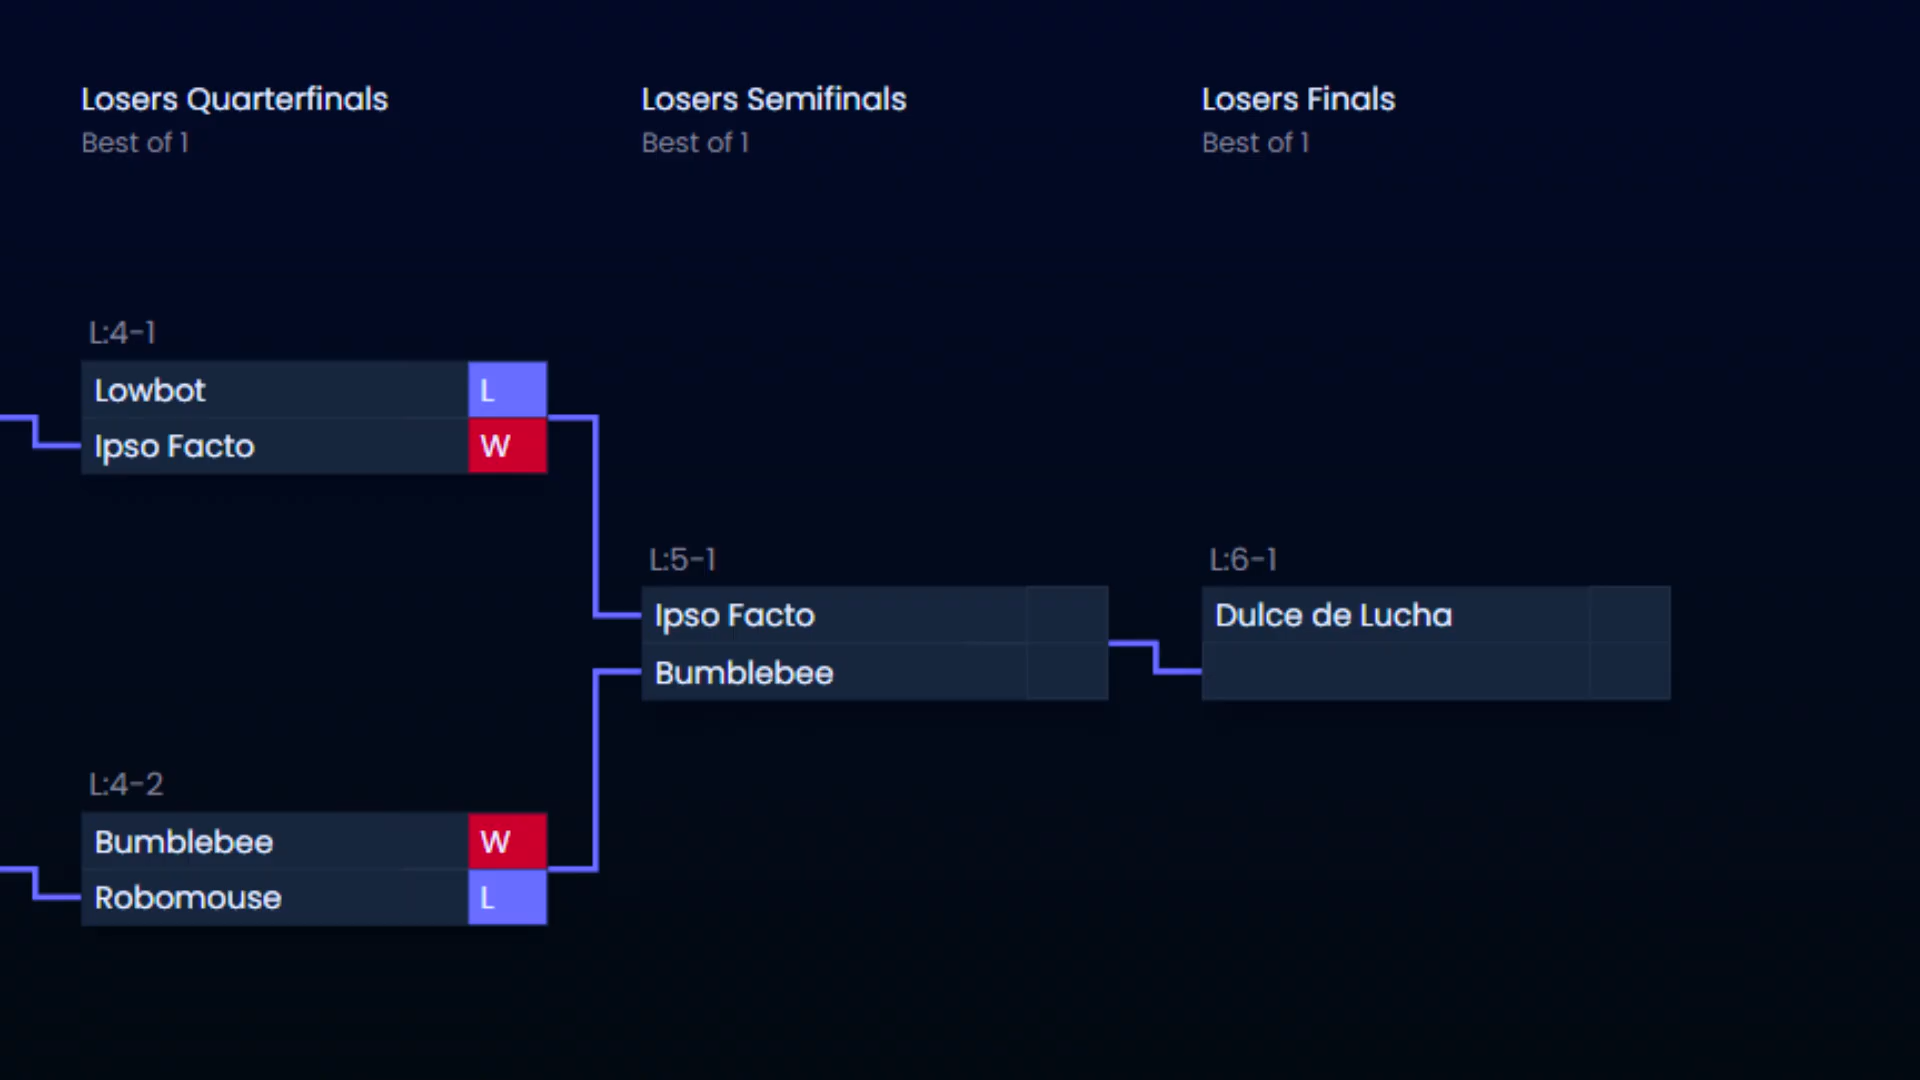 Losers Quarterfinals
Best of 1
Losers Semifinals
Best of 1
Losers Finals
Best of 1
L:4-1
Lowbot L
Ipso Facto W
L:5-1
Ipso Facto
Bumblebee
L:6-1
Dulce de Lucha
L:4-2
Bumblebee W
Robomouse L